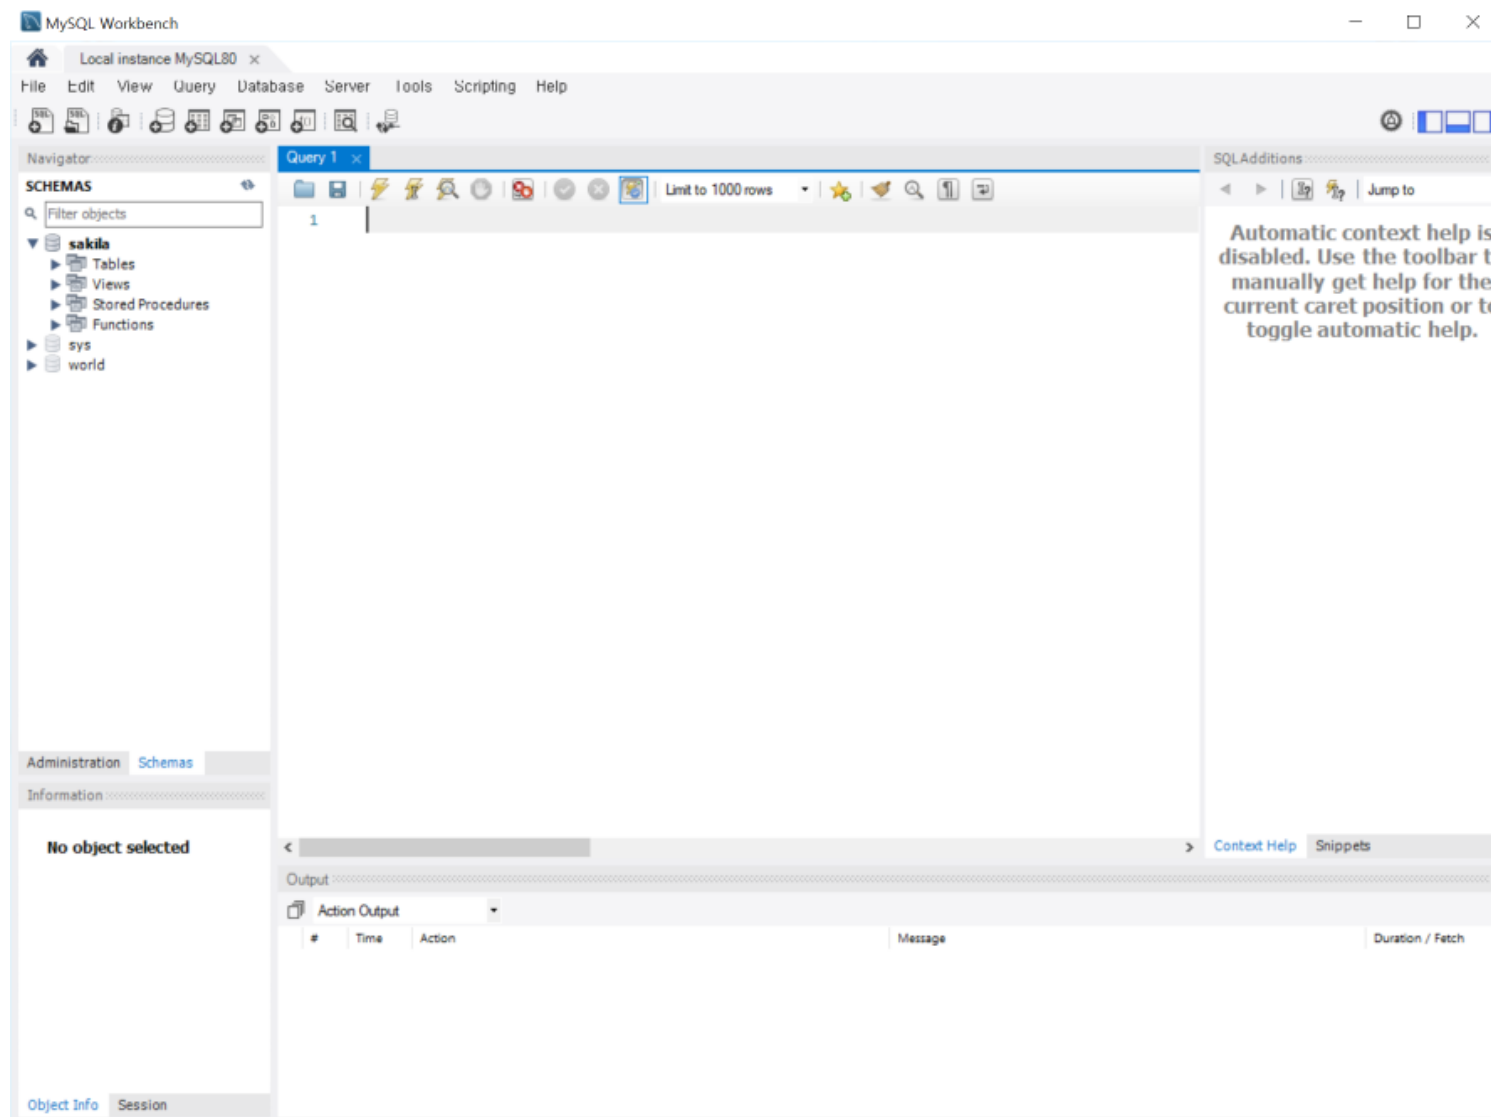 MySQL Workbench
Local instance MySQL80
File Edit View Query Database Server Tools Scripting Help
Navigator
SCHEMAS
Filter objects
sakila
Tables
Views
Stored Procedures
Functions
sys
world
Administration Schemas
Information
No object selected
Object Info Session
Query 1
Limit to 1000 rows
1
Output
Action Output
# Time Action Message Duration / Fetch
SQLAdditions
Jump to
Automatic context help is
disabled. Use the toolbar t
manually get help for the
current caret position or to
toggle automatic help.
Context Help Snippets